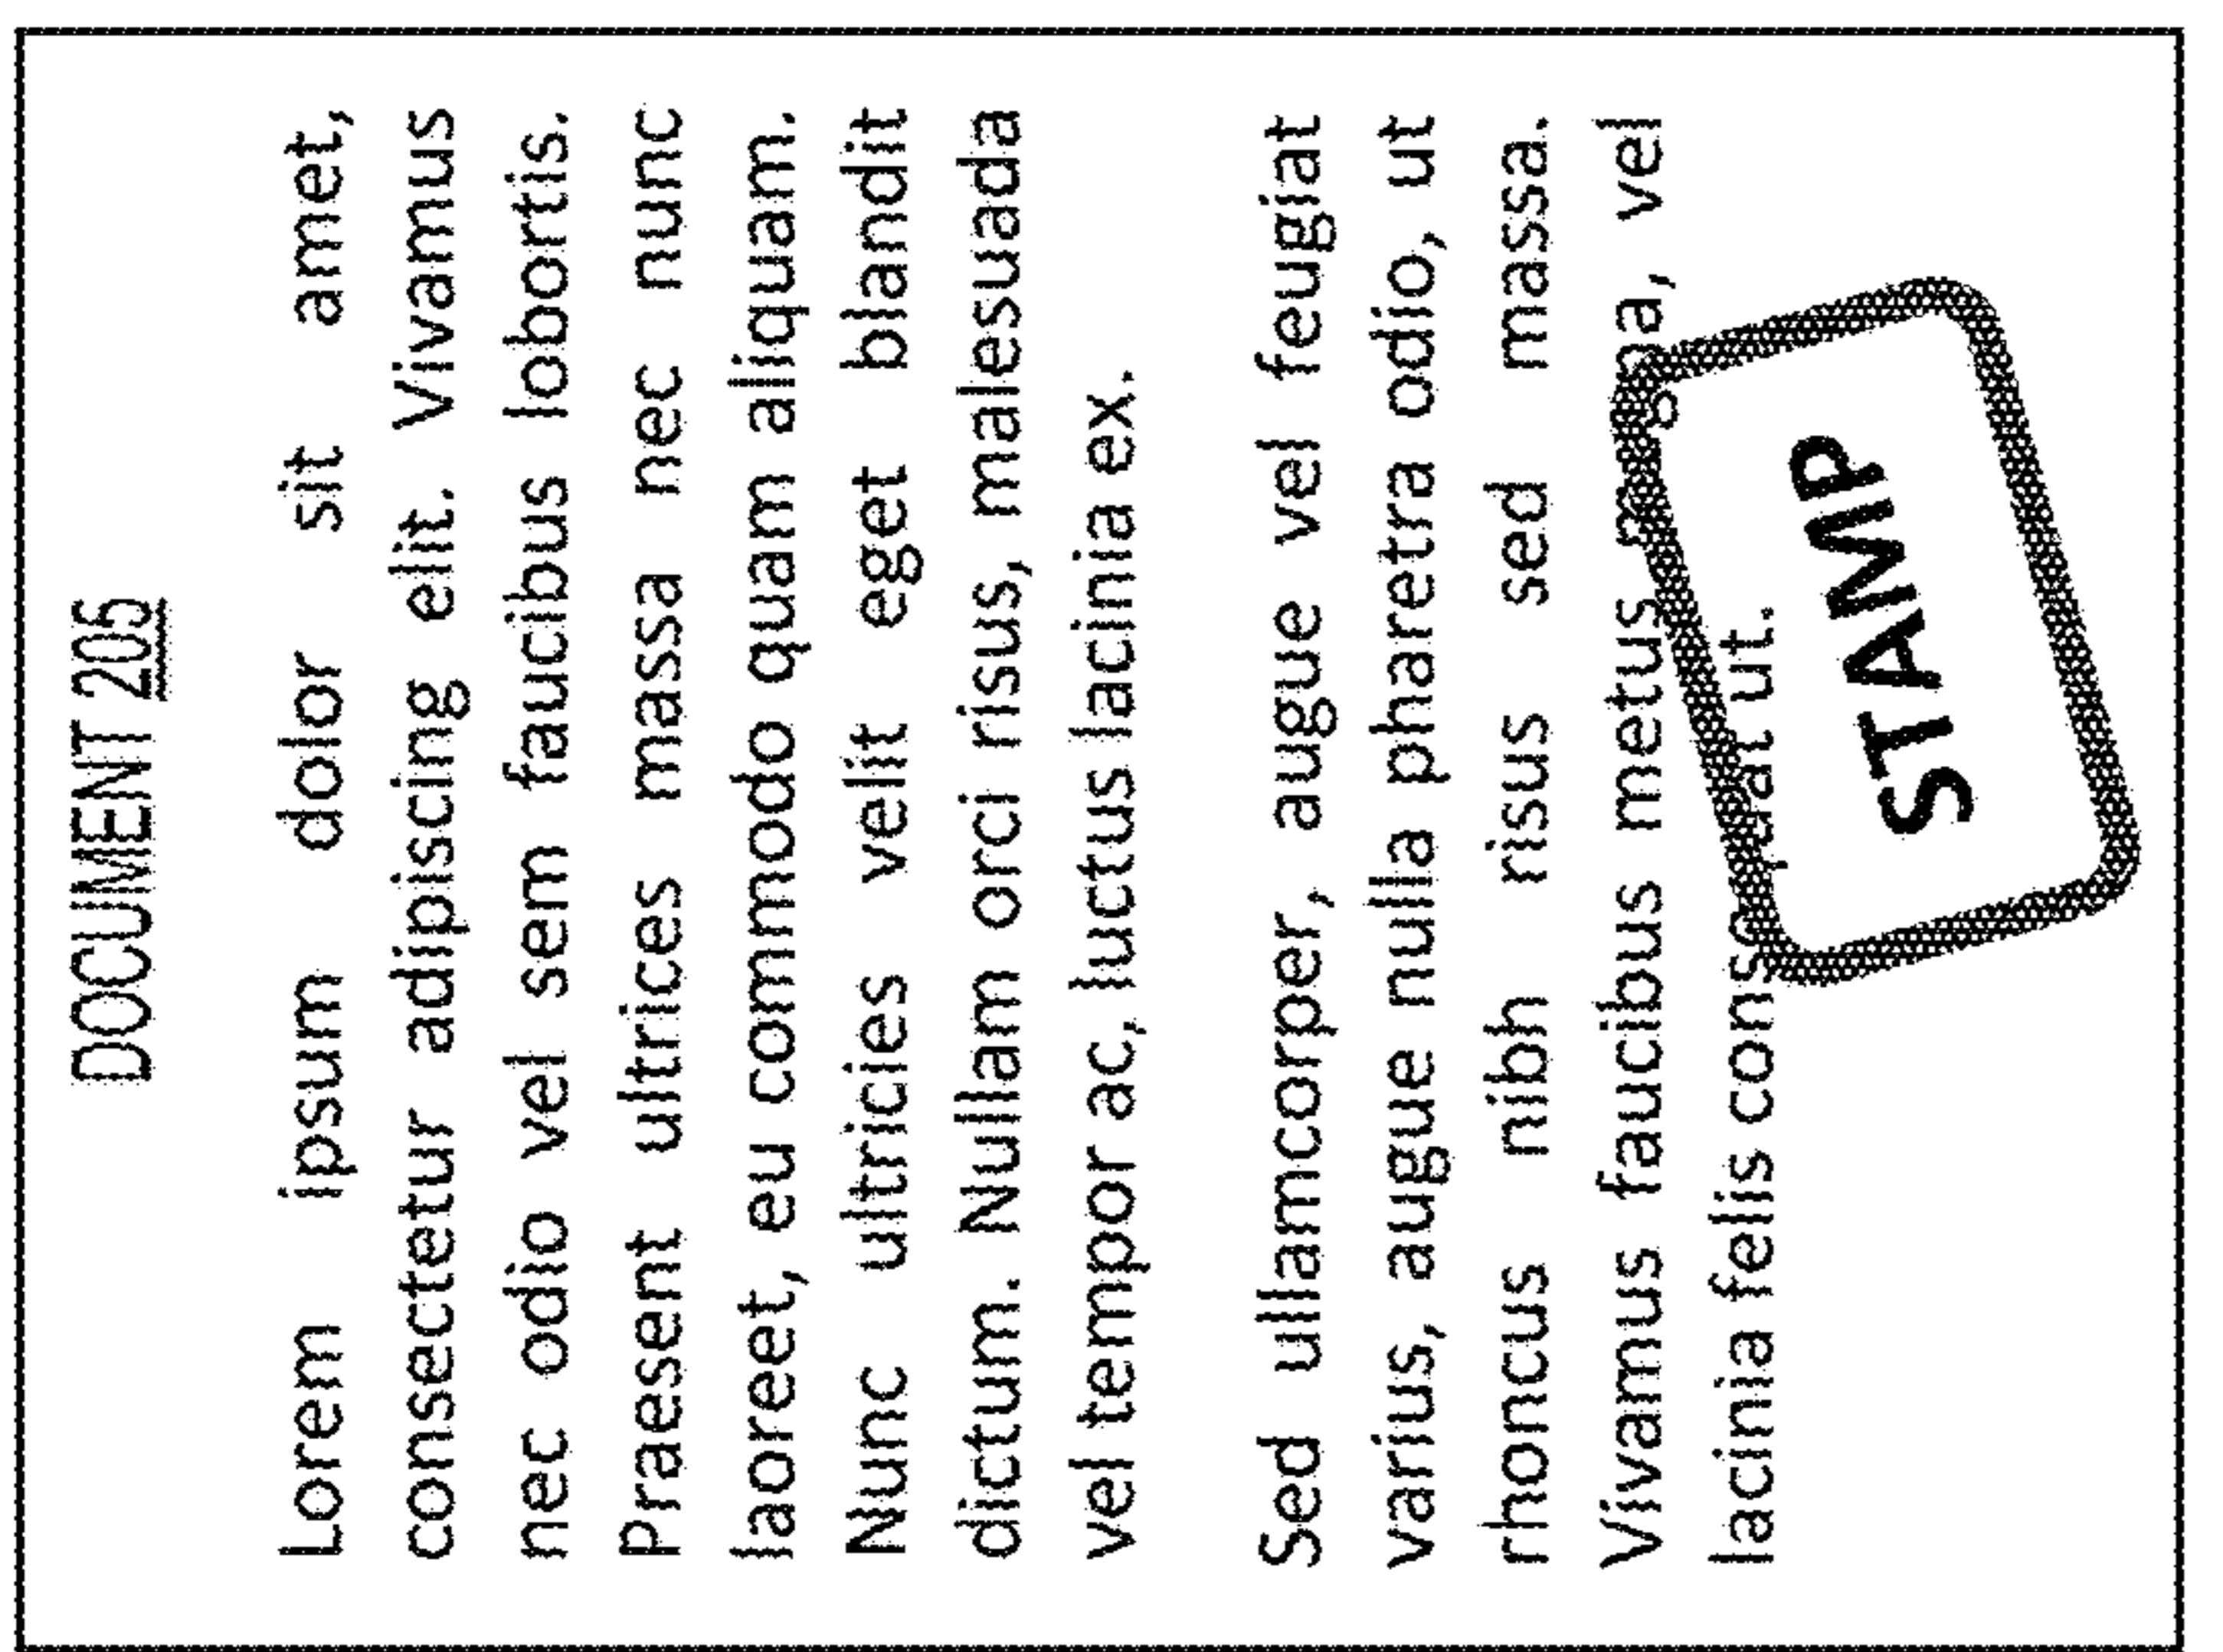 DOCUMENT 205
Lorem ipsum dolor sit amet,
consectetur adipiscing elit. Vivamus
nec odio vel sem faucibus lobortis.
Praesent ultrices massa nec nunc
laoreet, eu commodo quam aliquam.
Nunc ultricies velit eget blandit
dictum. Nullam orci risus, malesuada
vel tempor ac, luctus lacinia ex.
Sed ullamcorper, augue vel feugiat
varius, augue nulla pharetra odio, ut
rhoncus nibh risus sed massa.
Vivamus faucibus metus vel
lacinia felis ut.
STAMP